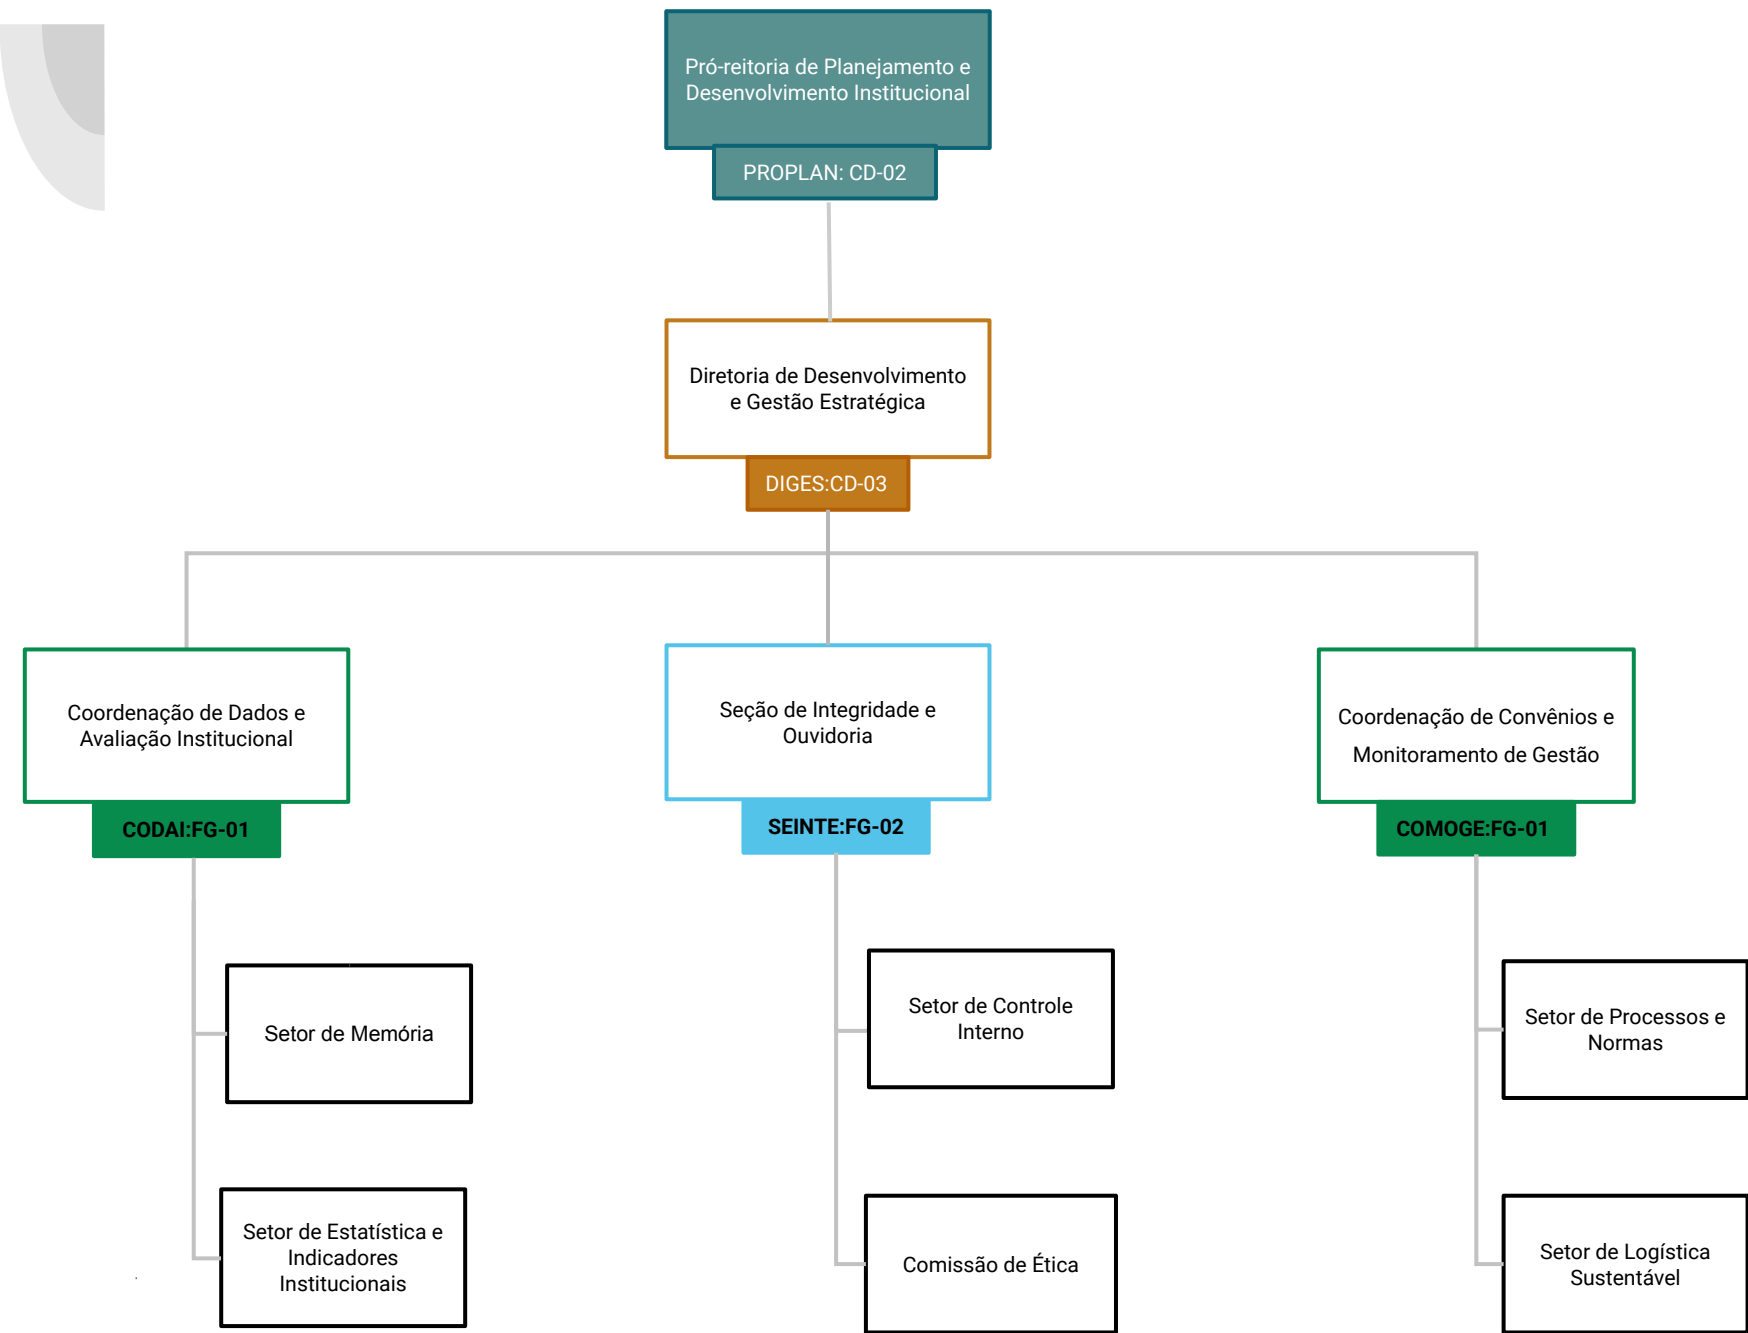 Pró-reitoria de Planejamento e
Desenvolvimento Institucional
PROPLAN: CD-02
Diretoria de Desenvolvimento
e Gestão Estratégica
DIGES:CD-03
Coordenação de Dados e
Avaliação Institucional
CODAI:FG-01
Seção de Integridade e
Ouvidoria
SEINTE:FG-02
Coordenação de Convênios e
Monitoramento de Gestão
COMOGE:FG-01
Setor de Memória
Setor de Controle
Interno
Setor de Processos e
Normas
Setor de Estatística e
Indicadores
Institucionais
Comissão de Ética
Setor de Logística
Sustentável